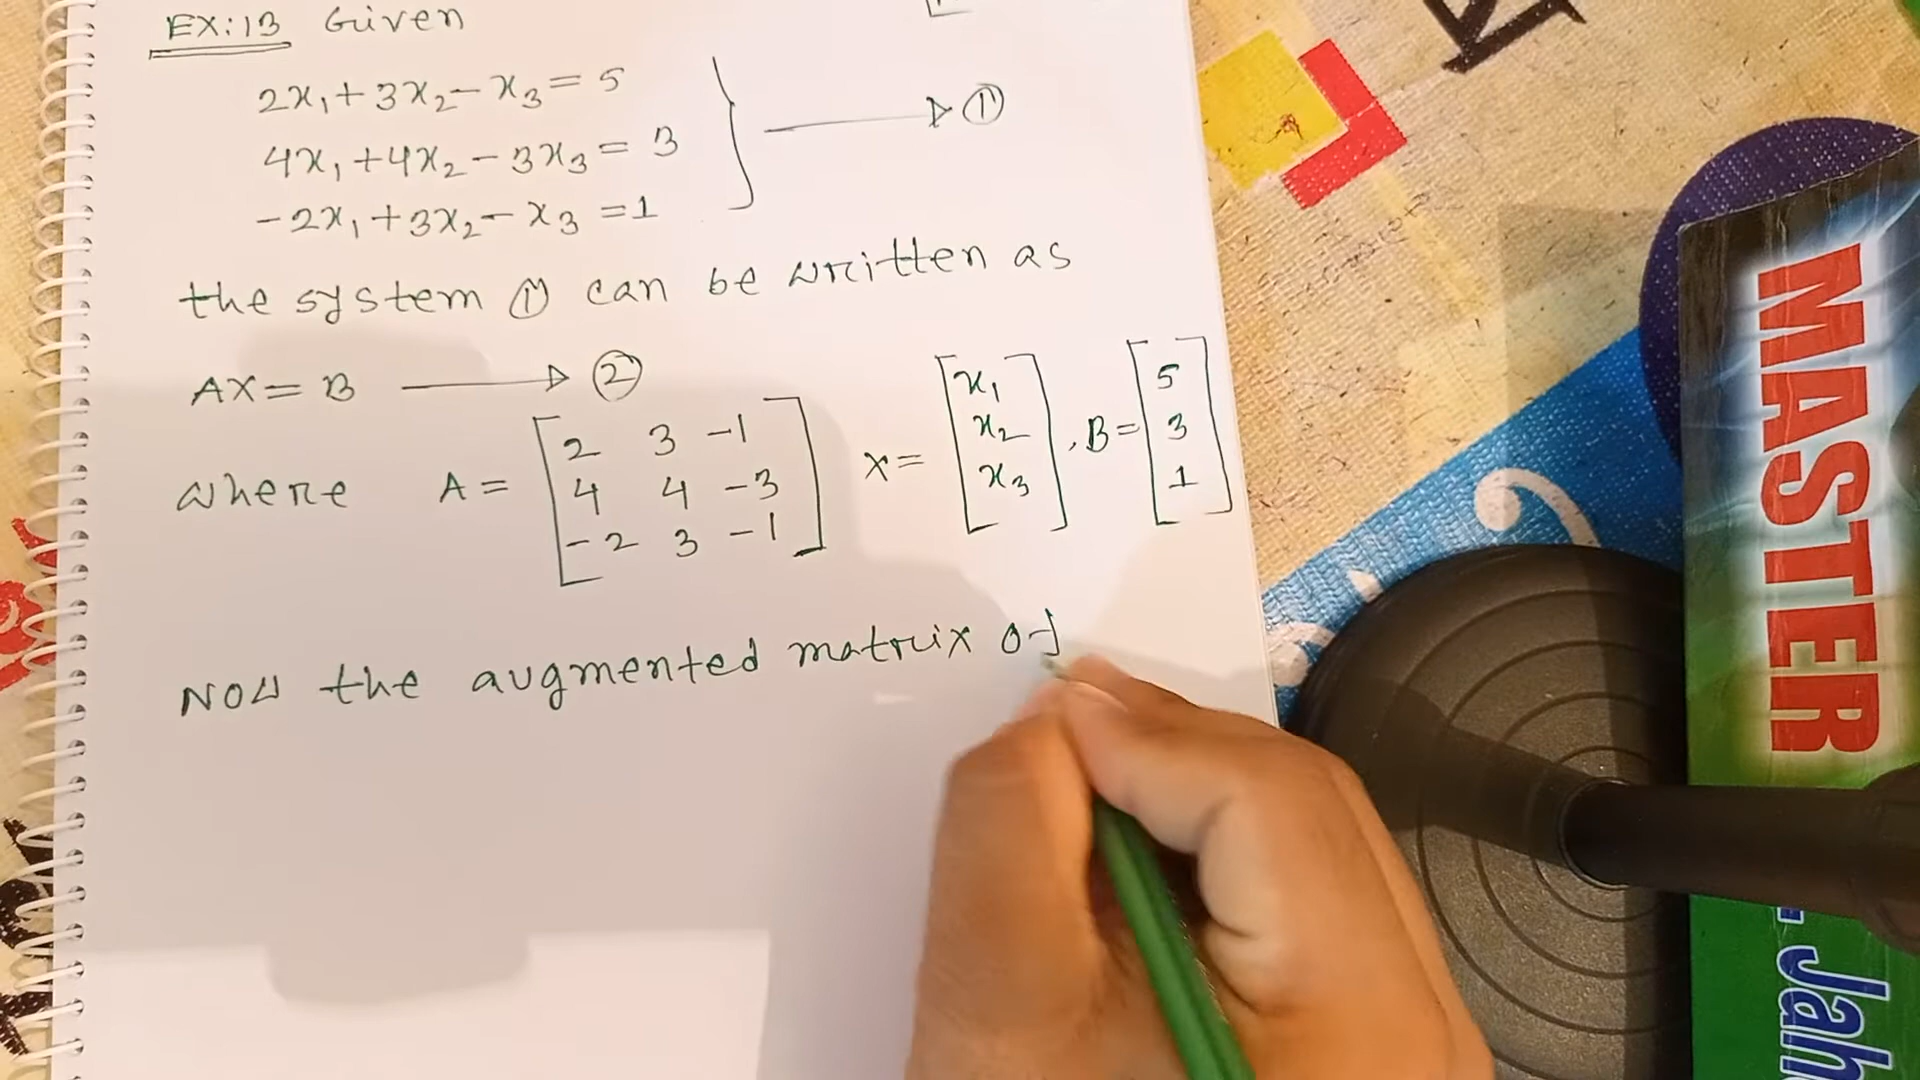 EX:13 Given
2x₁+3x₂-x₃=5
4x₁+4x₂-3x₃=3
-2x₁+3x₂-x₃=1
①
the system ① can be written as
AX=B ②
where A= [2 3 -1
4 4 -3
-2 3 -1] X= [x₁
x₂
x₃], B= [5
3
1]
NOW the augmented matrix of
MASTER
Jah